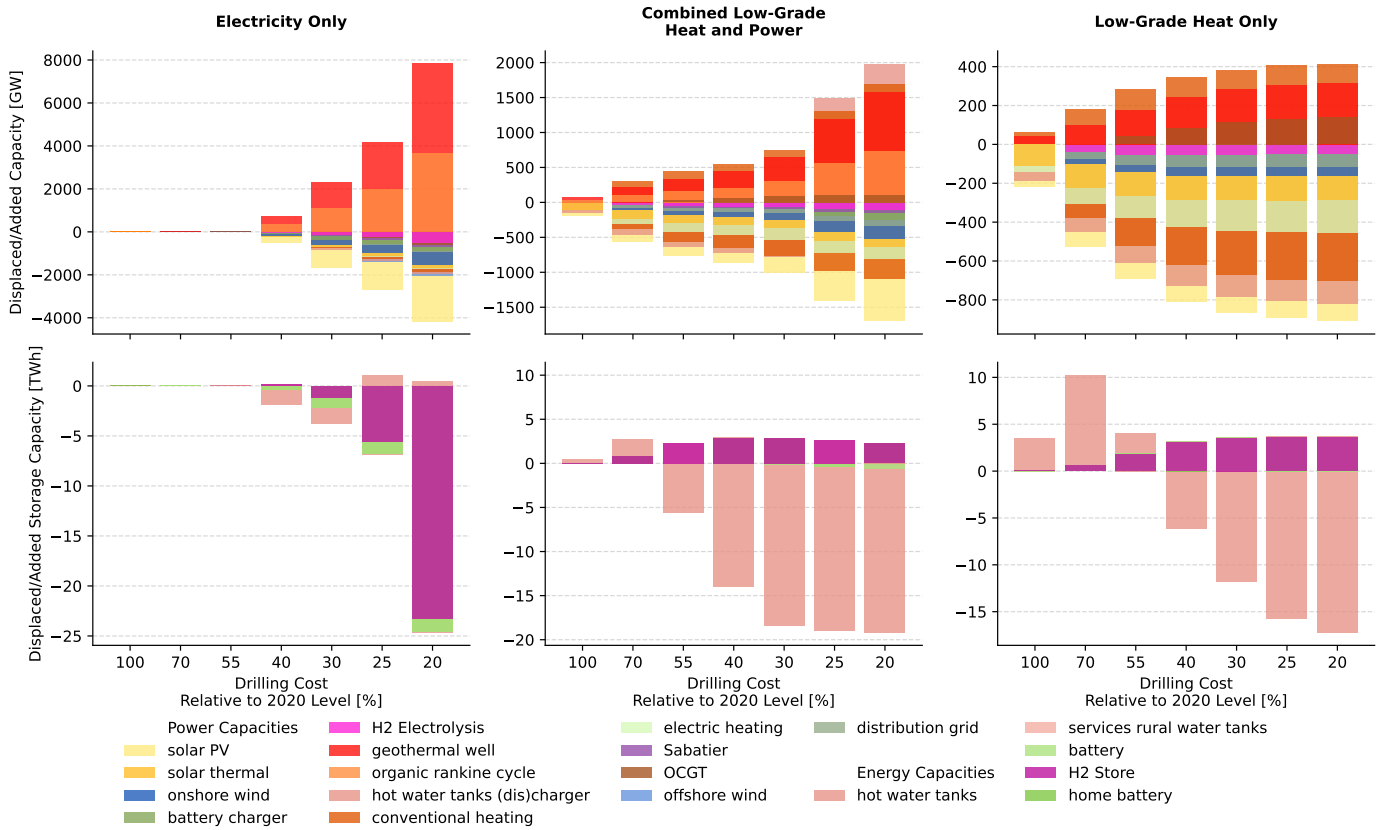 Electricity Only
Combined Low-Grade
Heat and Power
Low-Grade Heat Only
Displaced/Added Capacity [GW]
8000
6000
4000
2000
0
−2000
−4000
2000
1500
1000
500
0
−500
−1000
−1500
400
200
0
−200
−400
−600
−800
Displaced/Added Storage Capacity [TWh]
0
−5
−10
−15
−20
−25
10
5
0
−5
−10
−15
−20
10
5
0
−5
−10
−15
100 70 55 40 30 25 20
100 70 55 40 30 25 20
100 70 55 40 30 25 20
Drilling Cost
Relative to 2020 Level [%]
Drilling Cost
Relative to 2020 Level [%]
Drilling Cost
Relative to 2020 Level [%]
Power Capacities
solar PV
solar thermal
onshore wind
battery charger
H2 Electrolysis
geothermal well
organic rankine cycle
hot water tanks (dis)charger
conventional heating
electric heating
Sabatier
OCGT
offshore wind
distribution grid
Energy Capacities
hot water tanks
services rural water tanks
battery
H2 Store
home battery